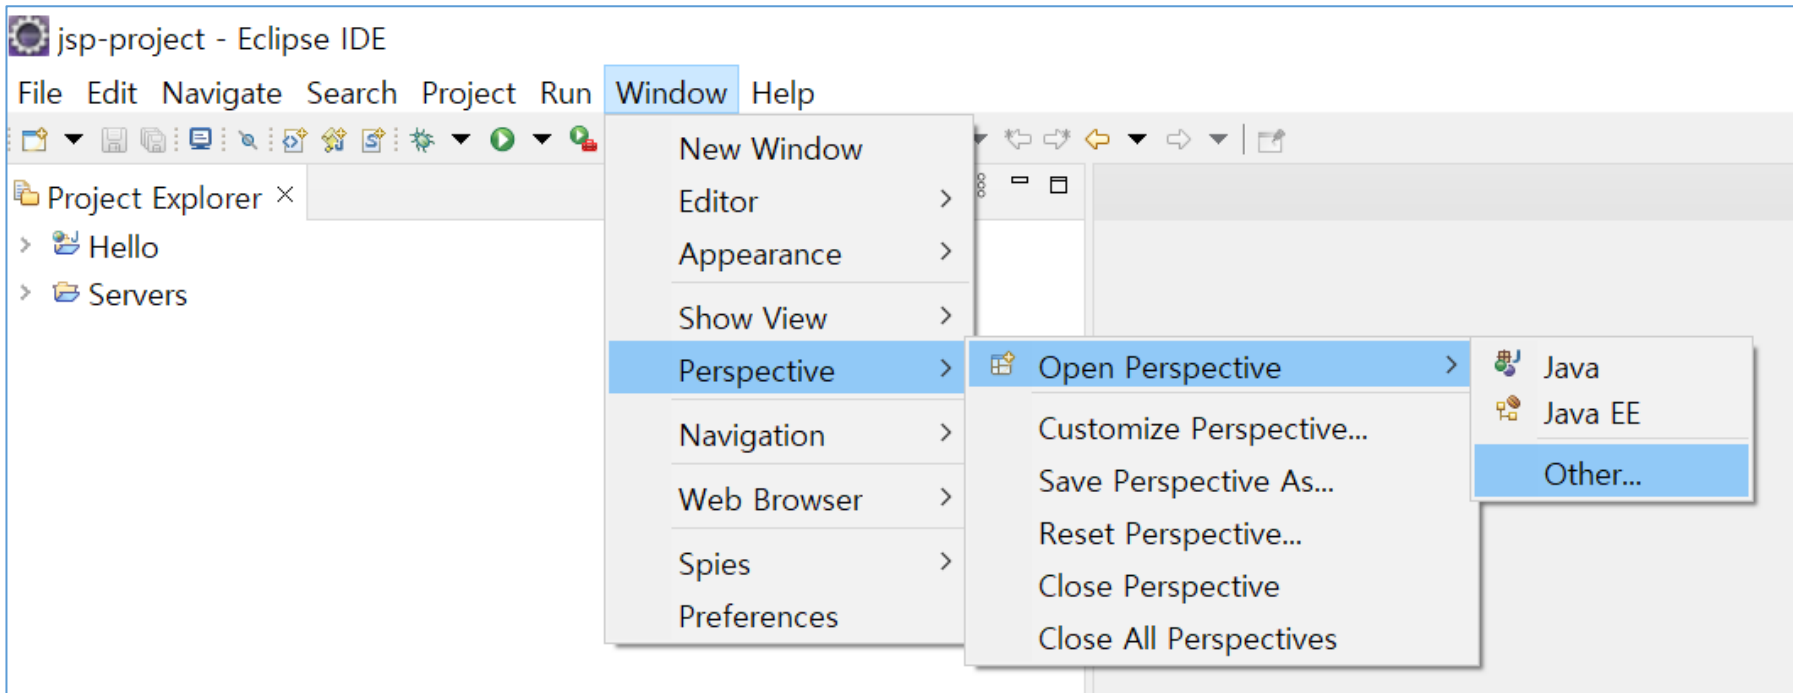 jsp-project - Eclipse IDE
File Edit Navigate Search Project Run Window Help
Project Explorer
Hello
Servers
New Window
Editor
Appearance
Show View
Perspective
Navigation
Web Browser
Spies
Preferences
Open Perspective
Customize Perspective...
Save Perspective As...
Reset Perspective...
Close Perspective
Close All Perspectives
Java
Java EE
Other...